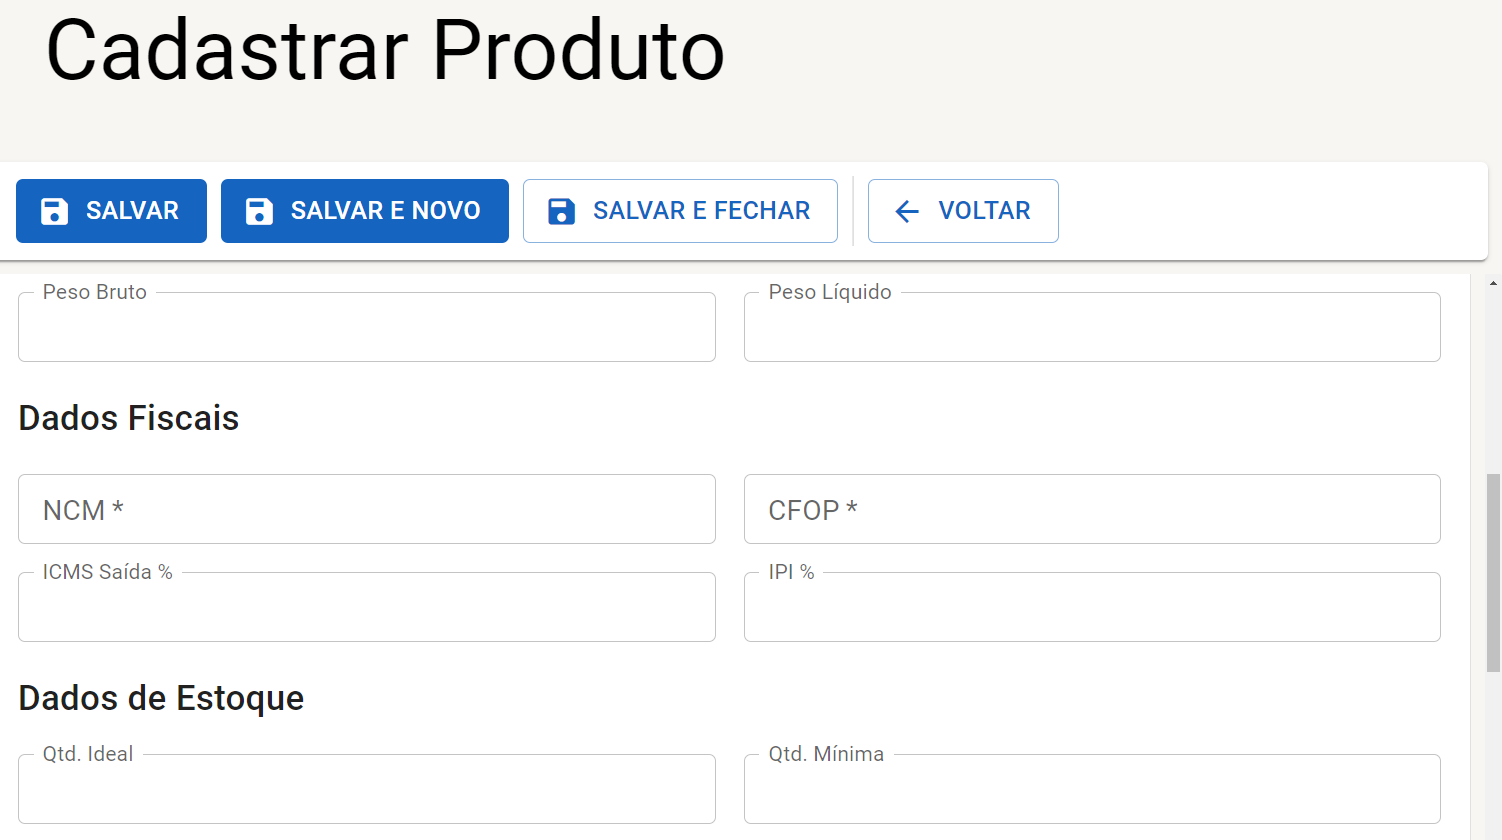 Cadastrar Produto
SALVAR
SALVAR E NOVO
SALVAR E FECHAR
VOLTAR
Peso Bruto
Peso Líquido
Dados Fiscais
NCM *
CFOP *
ICMS Saída %
IPI %
Dados de Estoque
Qtd. Ideal
Qtd. Mínima